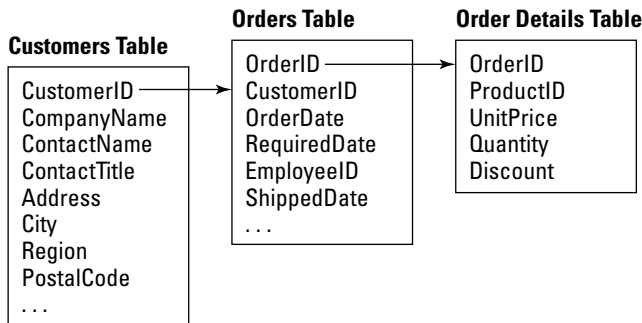 Customers Table
CustomerID
CompanyName
ContactName
ContactTitle
Address
City
Region
PostalCode
. . .
Orders Table
OrderID
CustomerID
OrderDate
RequiredDate
EmployeeID
ShippedDate
. . .
Order Details Table
OrderID
ProductID
UnitPrice
Quantity
Discount